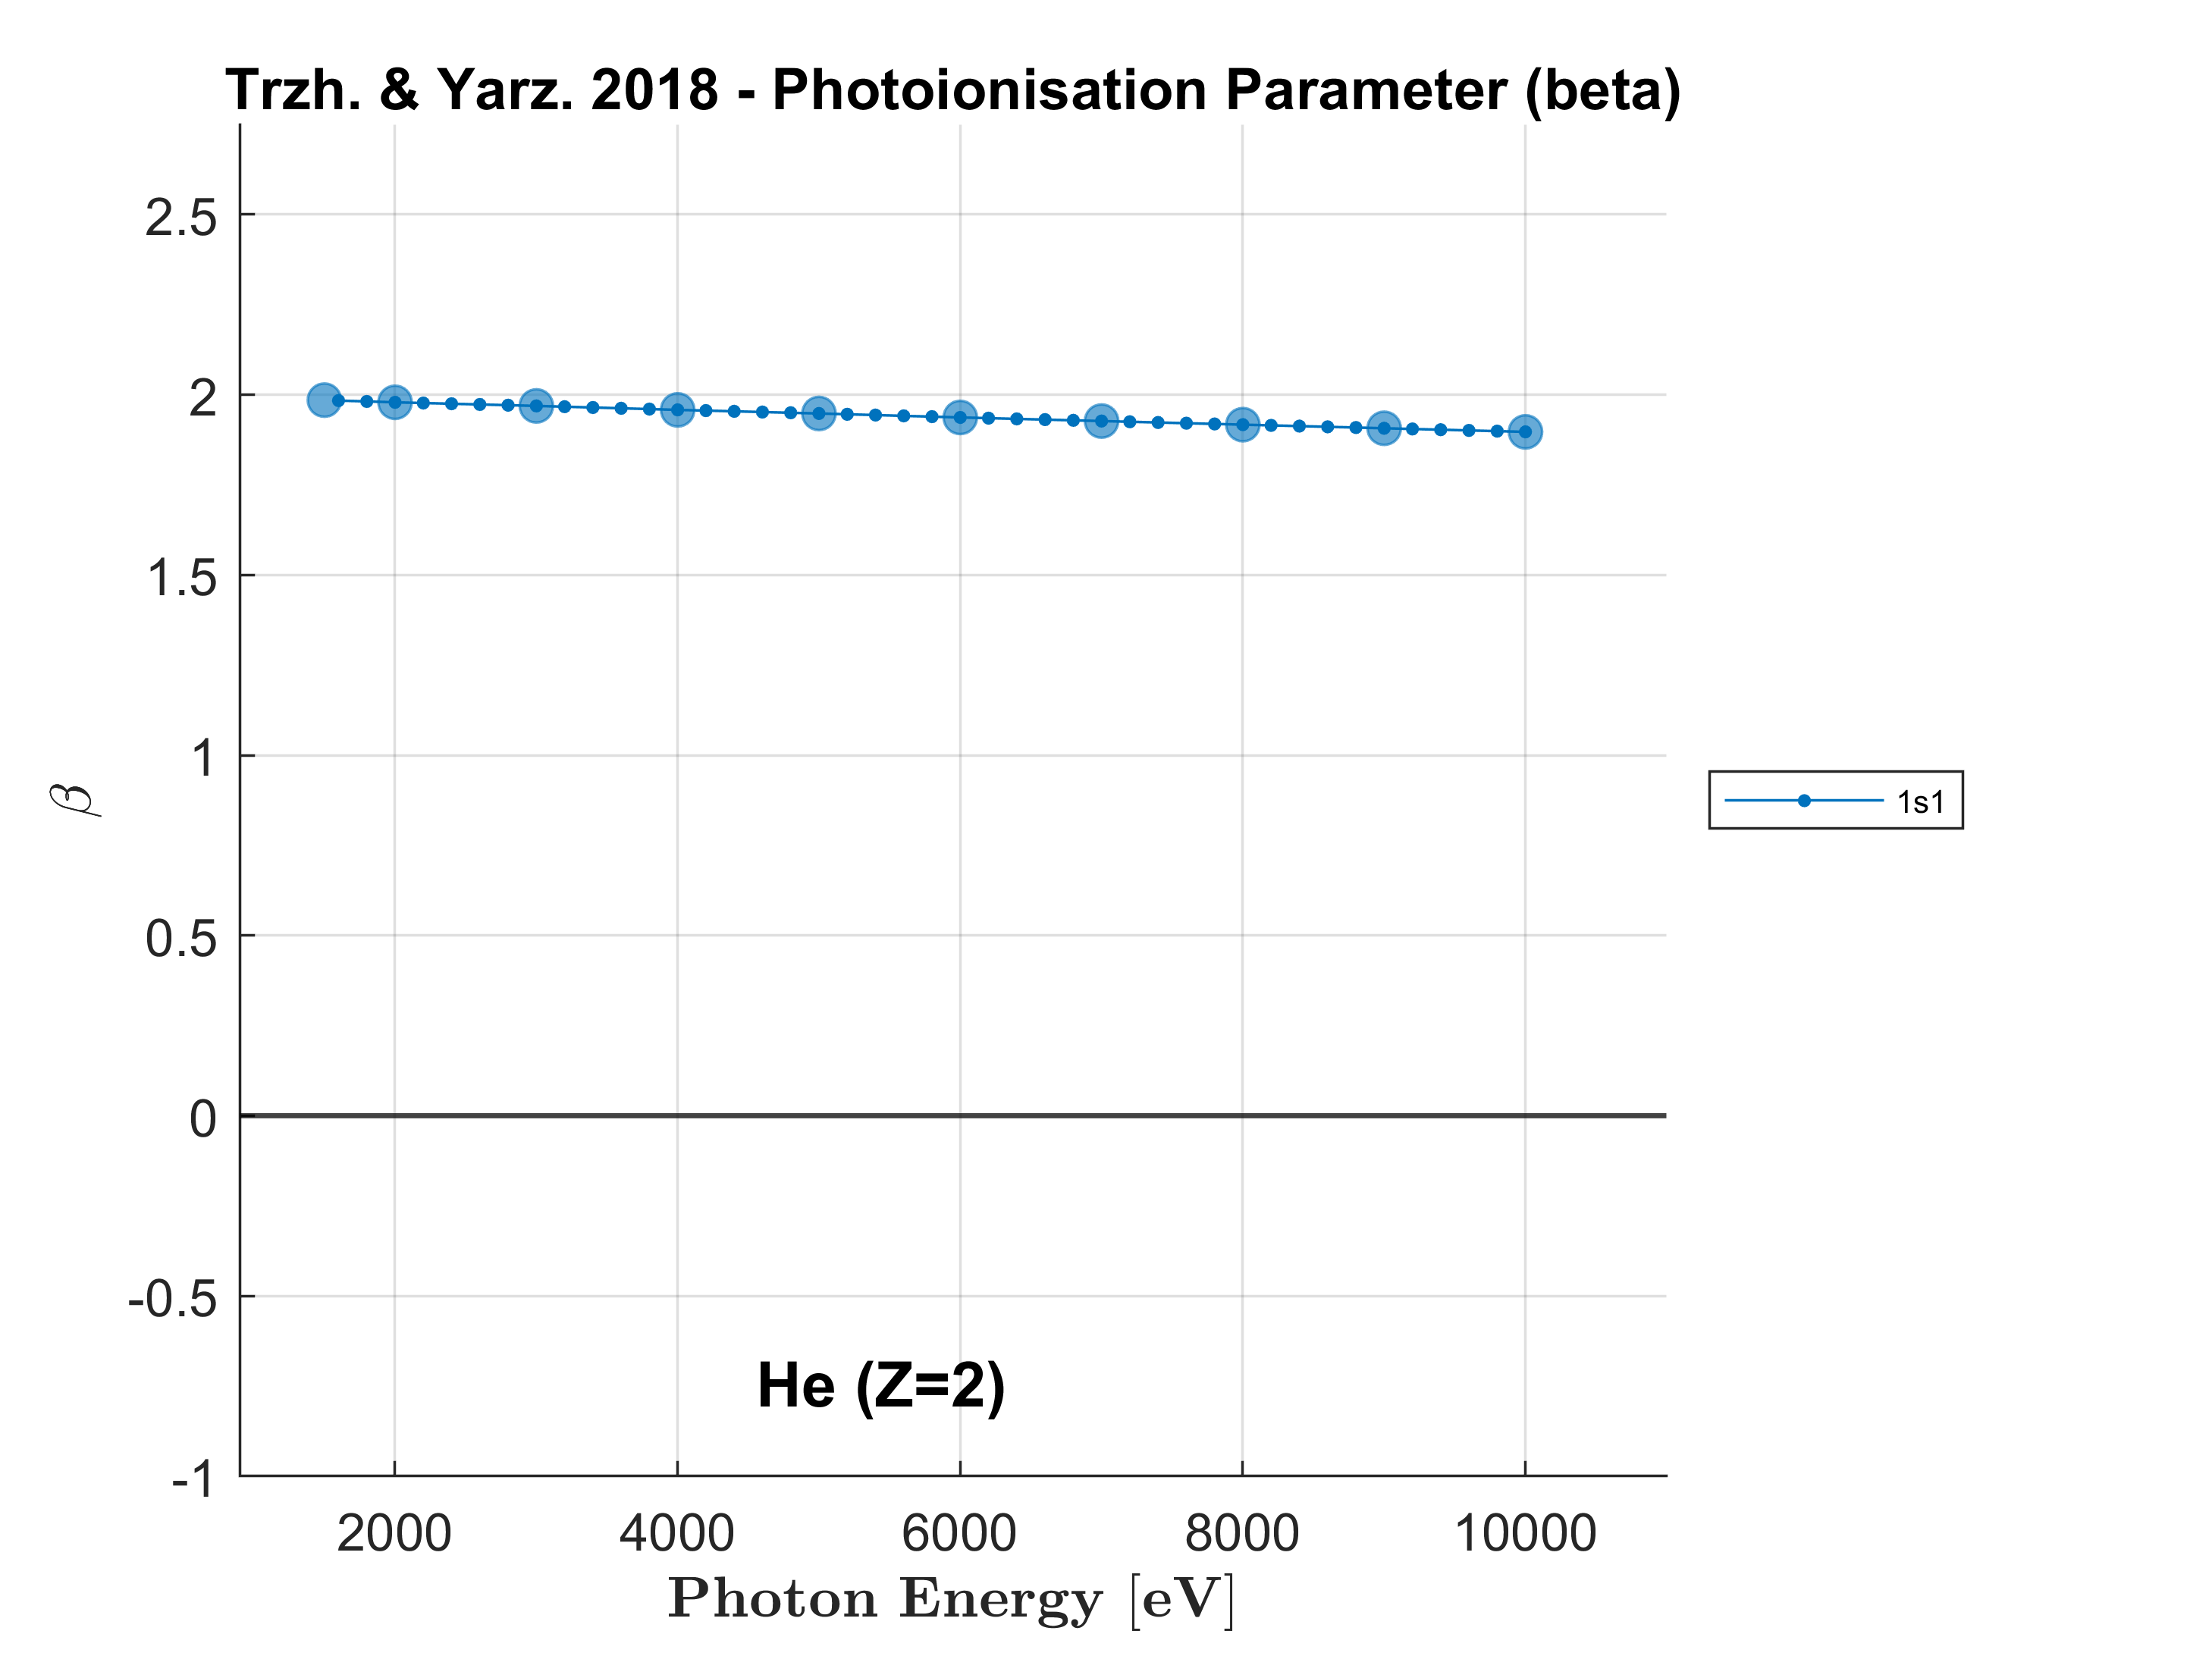 Trzh. & Yarz. 2018 - Photoionisation Parameter (beta)
2.5
2
1.5
1
0.5
0
-0.5
-1
β
1s1
He (Z=2)
2000 4000 6000 8000 10000
Photon Energy [eV]